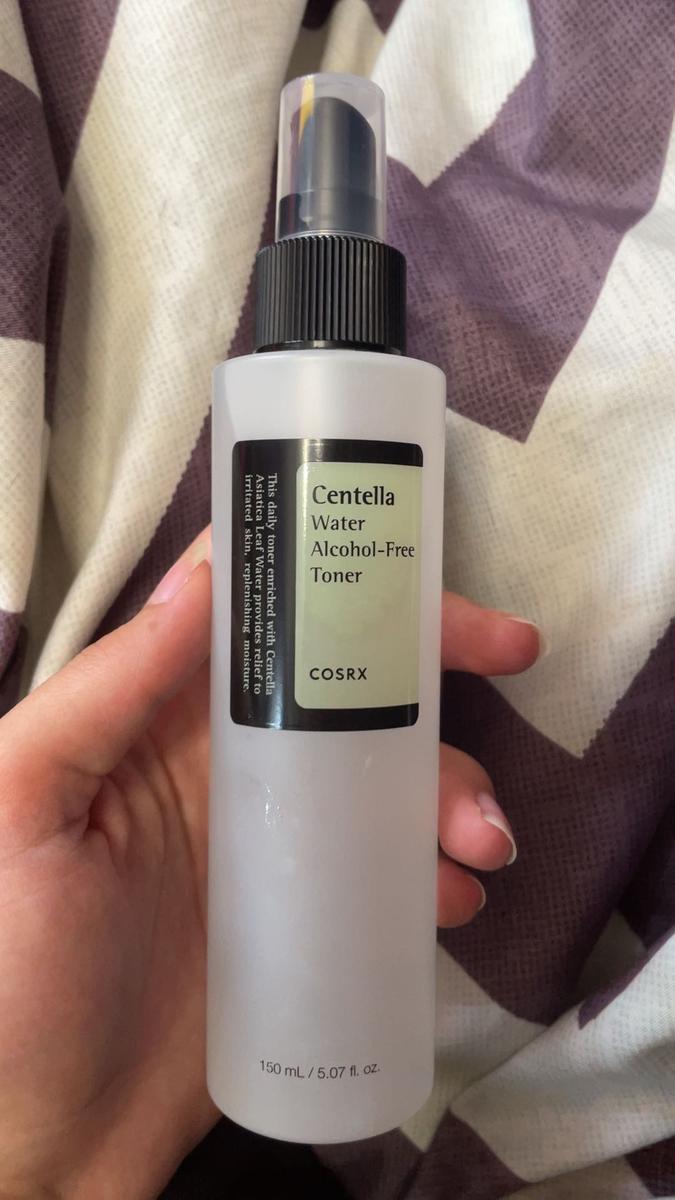 Centella
Water
Alcohol-Free
Toner
COSRX
This daily toner enriched with Centella
Asiatica Leaf Water provides relief to
irritated skin, replenishing moisture.
150 mL / 5.07 fl. oz.